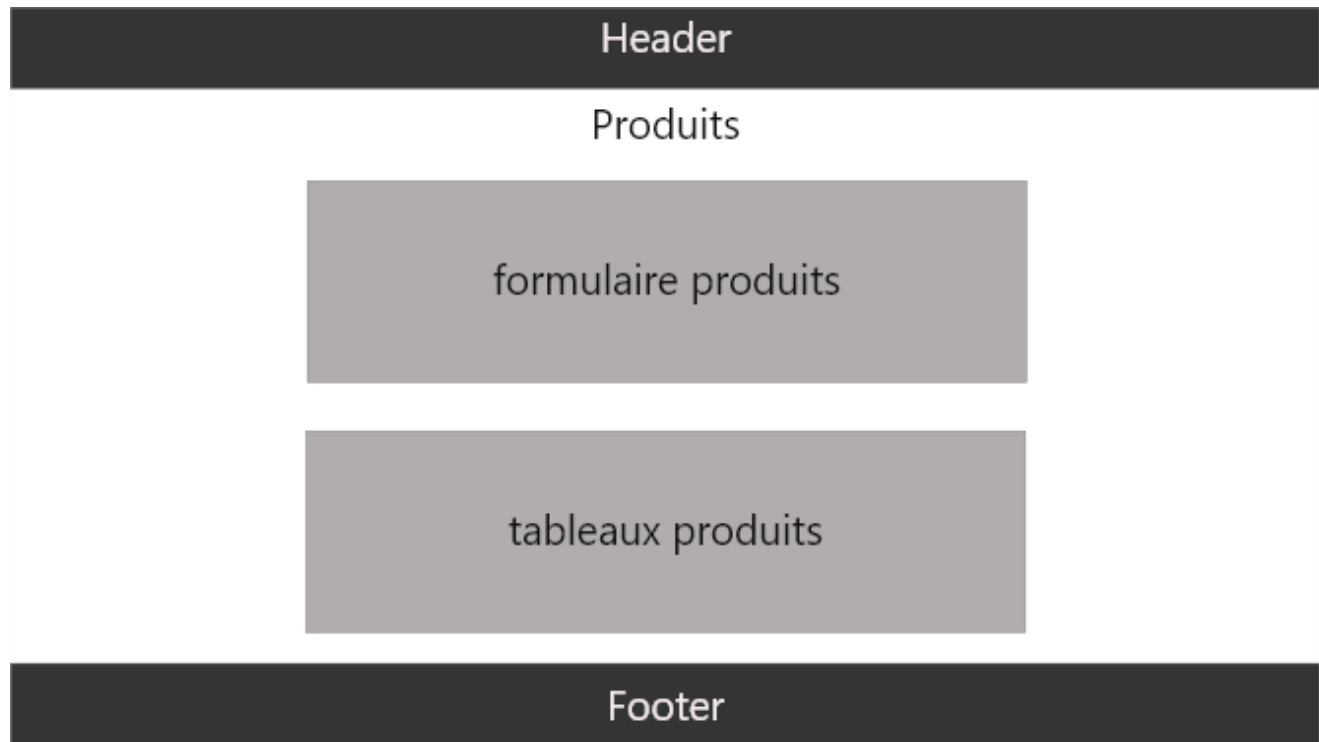 Header
Produits
formulaire produits
tableaux produits
Footer